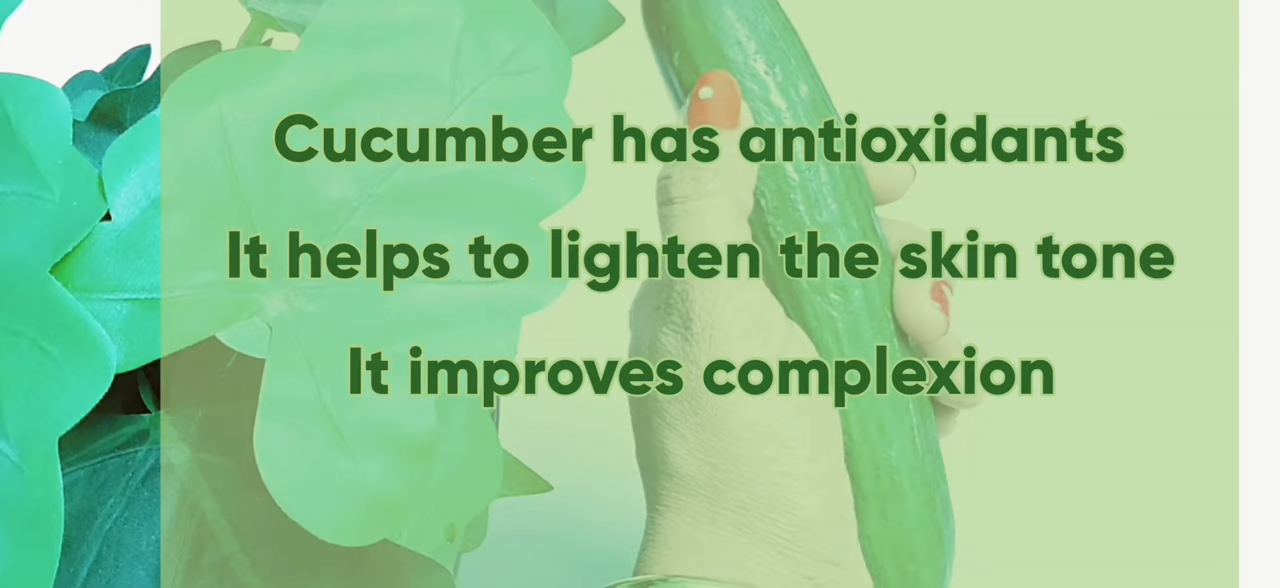 Cucumber has antioxidants
It helps to lighten the skin tone
It improves complexion